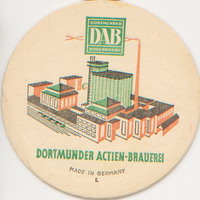 DORTMUNDER
DAB
DORTMUNDER ACTIEN-BRAUEREI
MADE IN GERMANY
L